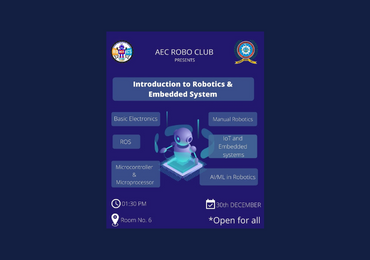 AEC ROBO CLUB
PRESENTS
Introduction to Robotics &
Embedded System
Basic Electronics
Manual Robotics
ROS
IoT and
Embedded
systems
Microcontroller
&
Microprocessor
AI/ML in Robotics
01:30 PM
30th DECEMBER
Room No. 6
*Open for all